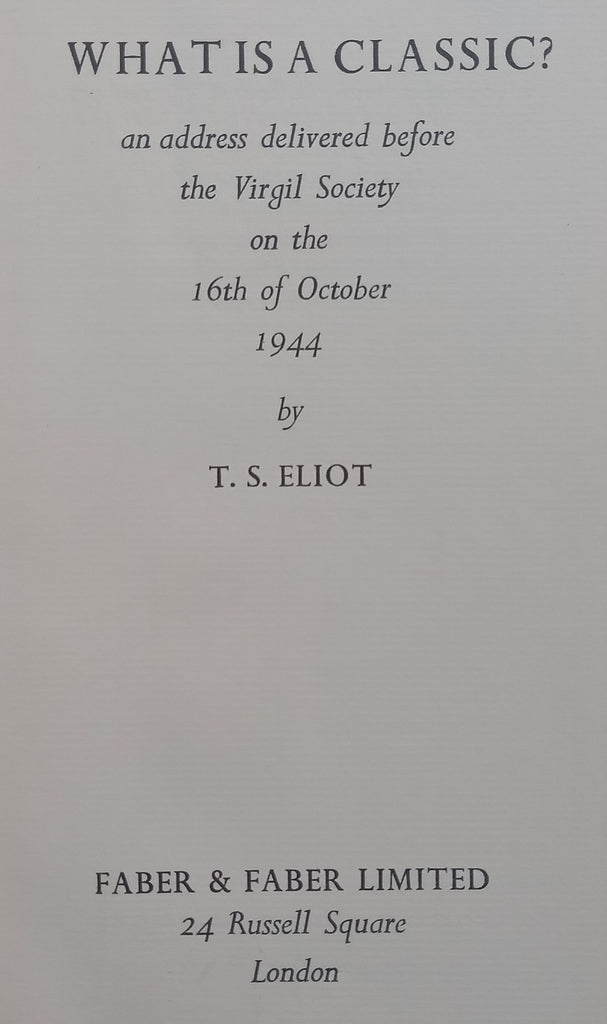 WHAT IS A CLASSIC?
an address delivered before
the Virgil Society
on the
16th of October
1944
by
T. S. ELIOT
FABER & FABER LIMITED
24 Russell Square
London